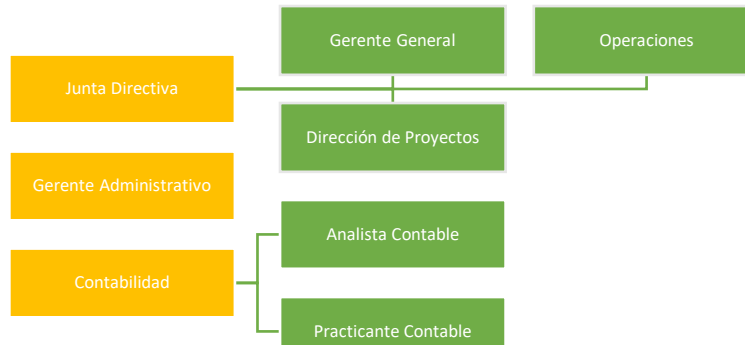 Gerente General
Operaciones
Junta Directiva
Dirección de Proyectos
Gerente Administrativo
Analista Contable
Contabilidad
Practicante Contable